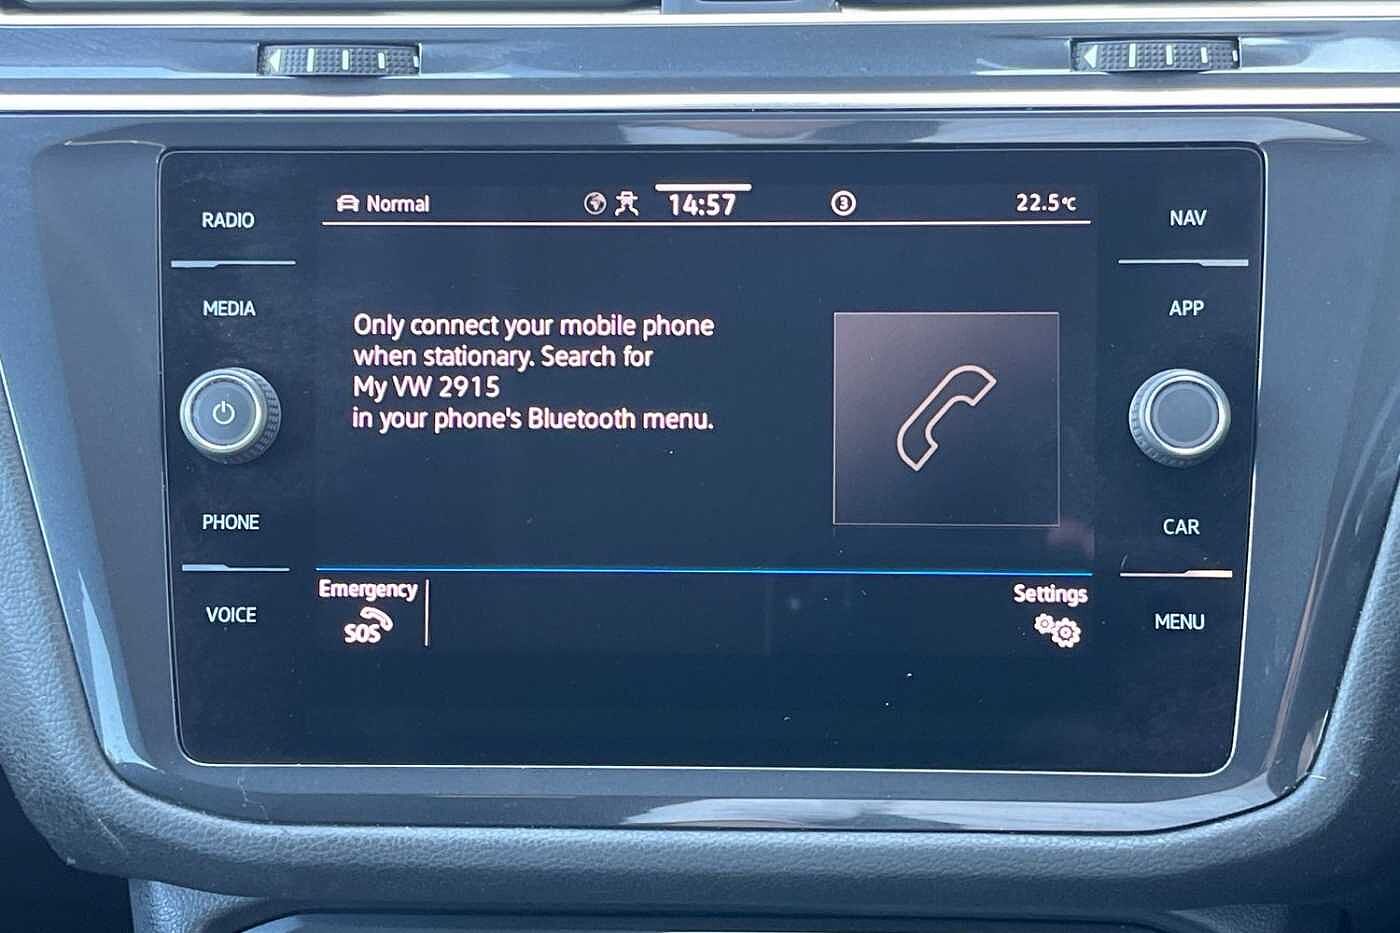 Normal
14:57
3
22.5°C
RADIO
MEDIA
PHONE
VOICE
Only connect your mobile phone
when stationary. Search for
My VW 2915
in your phone's Bluetooth menu.
Emergency
SOS
Settings
NAV
APP
CAR
MENU